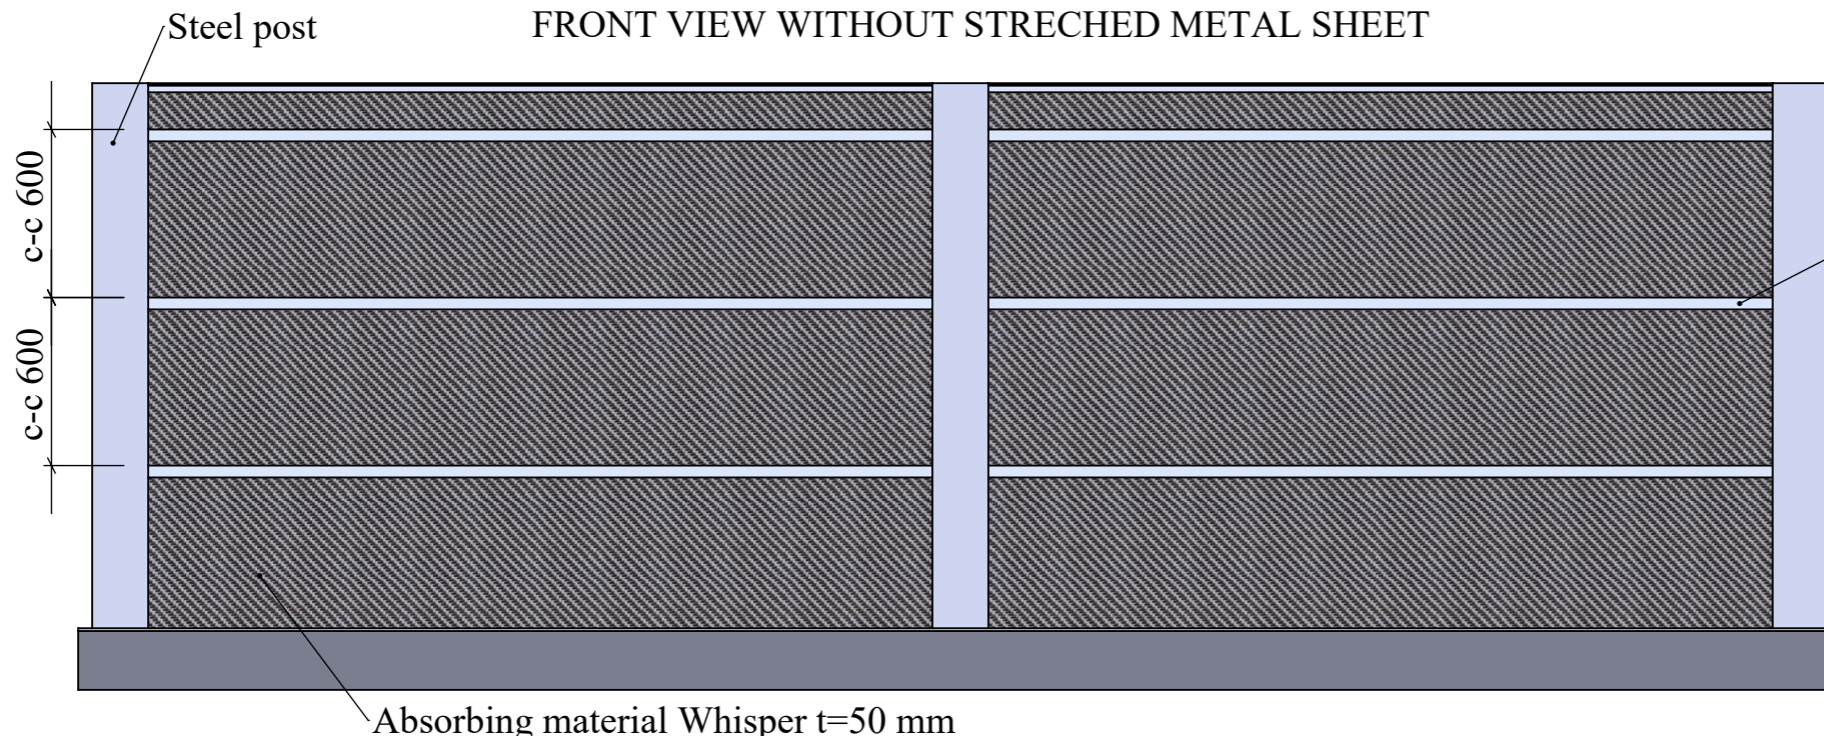 Steel post
FRONT VIEW WITHOUT STRECHED METAL SHEET
c-c 600
c-c 600
Absorbing material Whisper t=50 mm